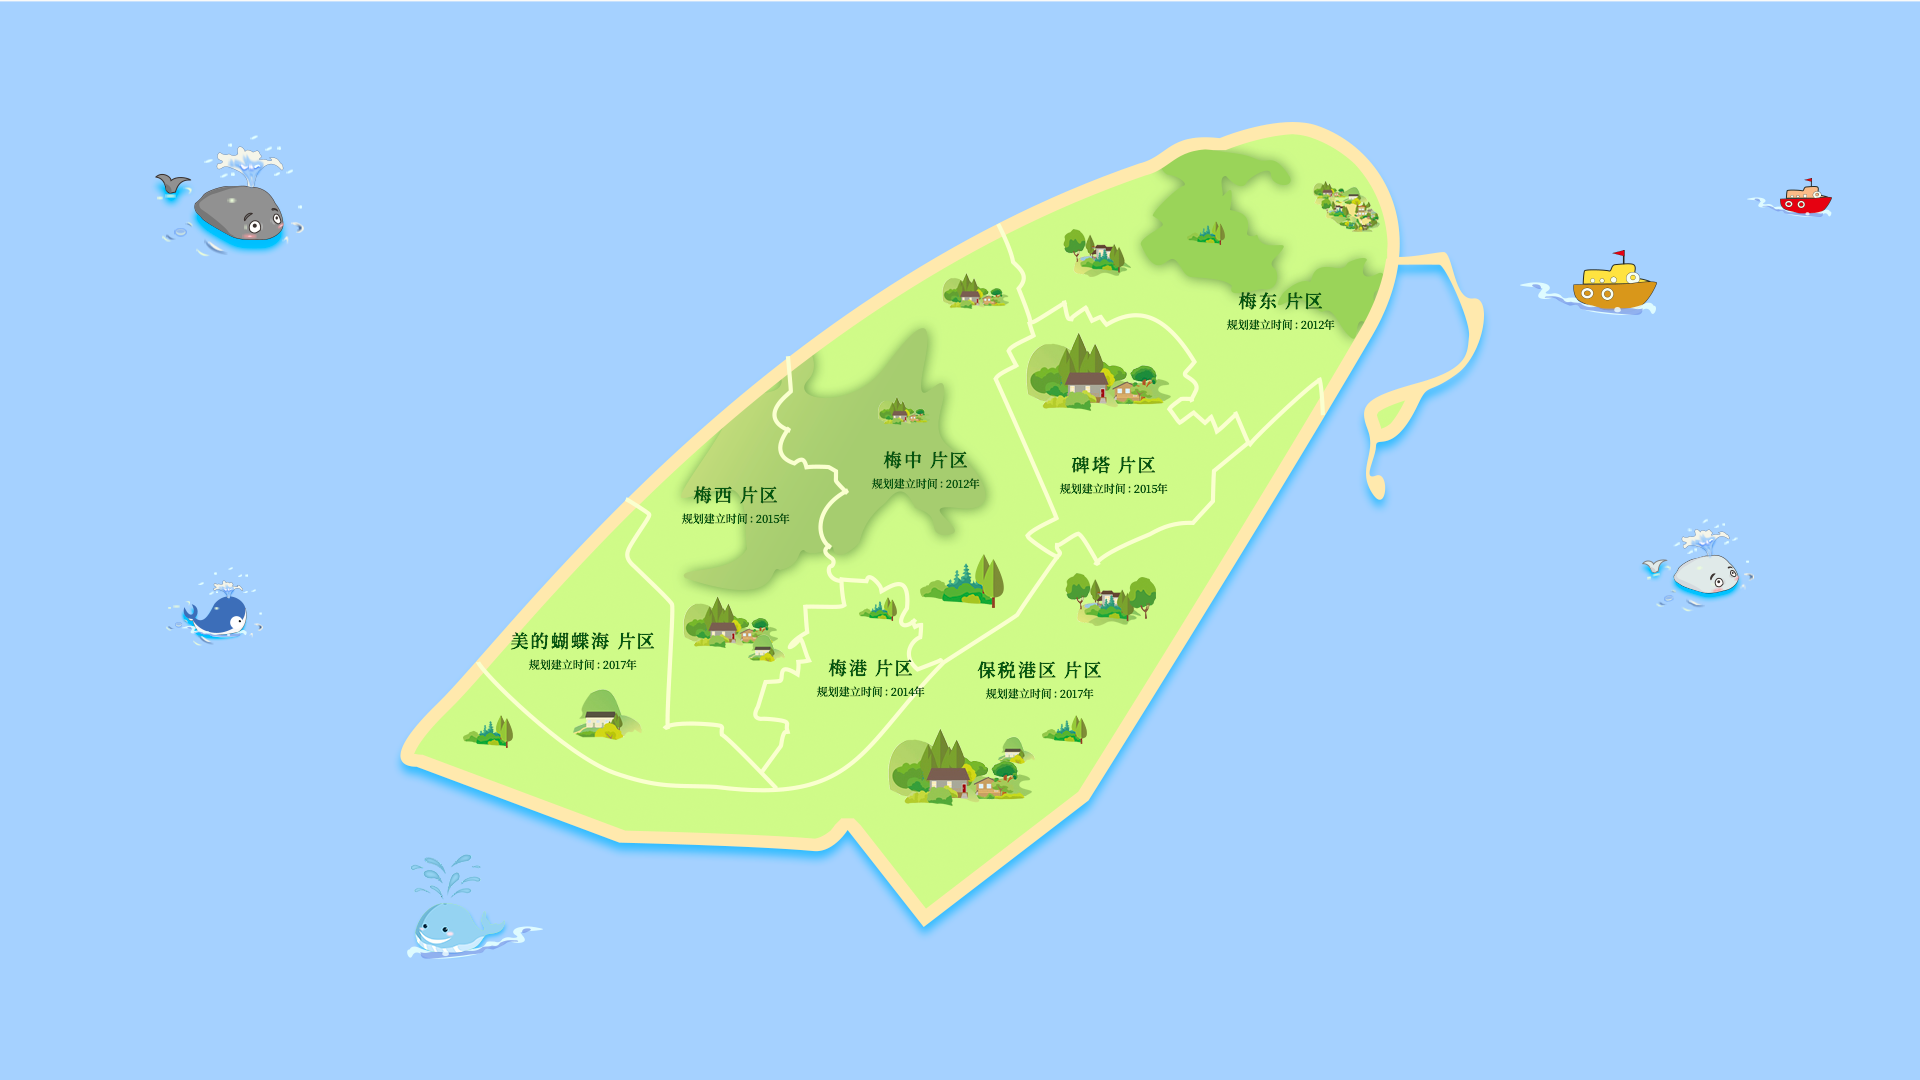 梅东 片区
规划建立时间 : 2012年
梅中 片区
规划建立时间 : 2012年
碑塔 片区
规划建立时间 : 2015年
梅西 片区
规划建立时间 : 2015年
美的蝴蝶海 片区
规划建立时间 : 2017年
梅港 片区
规划建立时间 : 2014年
保税港区 片区
规划建立时间 : 2017年